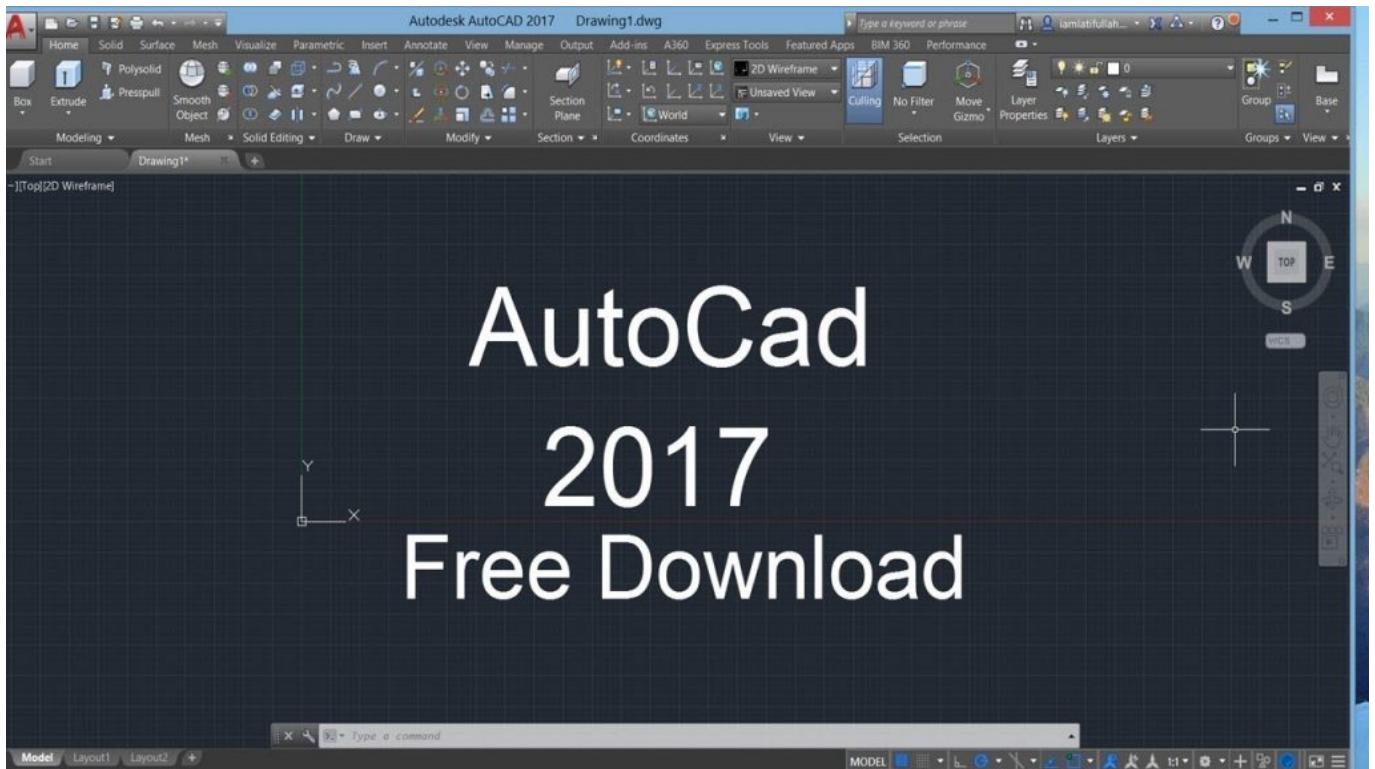 Autodesk AutoCAD 2017 Drawing1.dwg Type a keyword or phrase iamlatifullah...
Home Solid Surface Mesh Visualize Parametric Insert Annotate View Manage Output Add-ins A360 Express Tools Featured Apps BIM 360 Performance
Box Extrude Polysolid Presspull Smooth Object Section Plane World 2D Wireframe Unsaved View Culling No Filter Move Gizmo Layer Properties 0 Group Base
Modeling Mesh Solid Editing Draw Modify Section Coordinates View Selection Layers Groups View
Start Drawing1* +
-][Top][2D Wireframe]
N
W TOP E
S
WCS
AutoCad
2017
Y
X
Free Download
Type a command
Model Layout1 Layout2 + MODEL 1:1